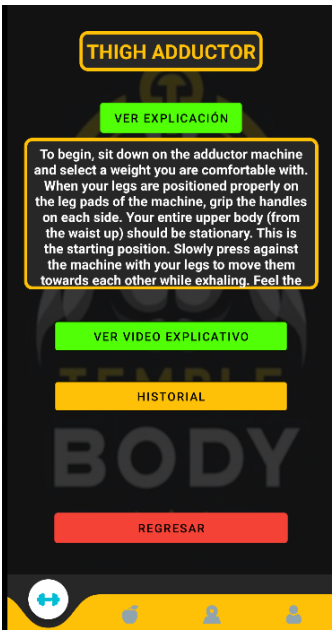 THIGH ADDUCTOR
VER EXPLICACIÓN
To begin, sit down on the adductor machine
and select a weight you are comfortable with.
When your legs are positioned properly on
the leg pads of the machine, grip the handles
on each side. Your entire upper body (from
the waist up) should be stationary. This is
the starting position. Slowly press against
the machine with your legs to move them
towards each other while exhaling. Feel the
VER VIDEO EXPLICATIVO
TEMPLE
HISTORIAL
BODY
REGRESAR